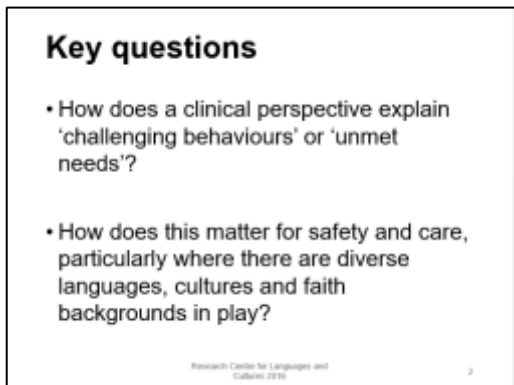 Key questions
• How does a clinical perspective explain
‘challenging behaviours’ or ‘unmet
needs’?
• How does this matter for safety and care,
particularly where there are diverse
languages, cultures and faith
backgrounds in play?
Research Centre for Languages and
Cultures 2016
2